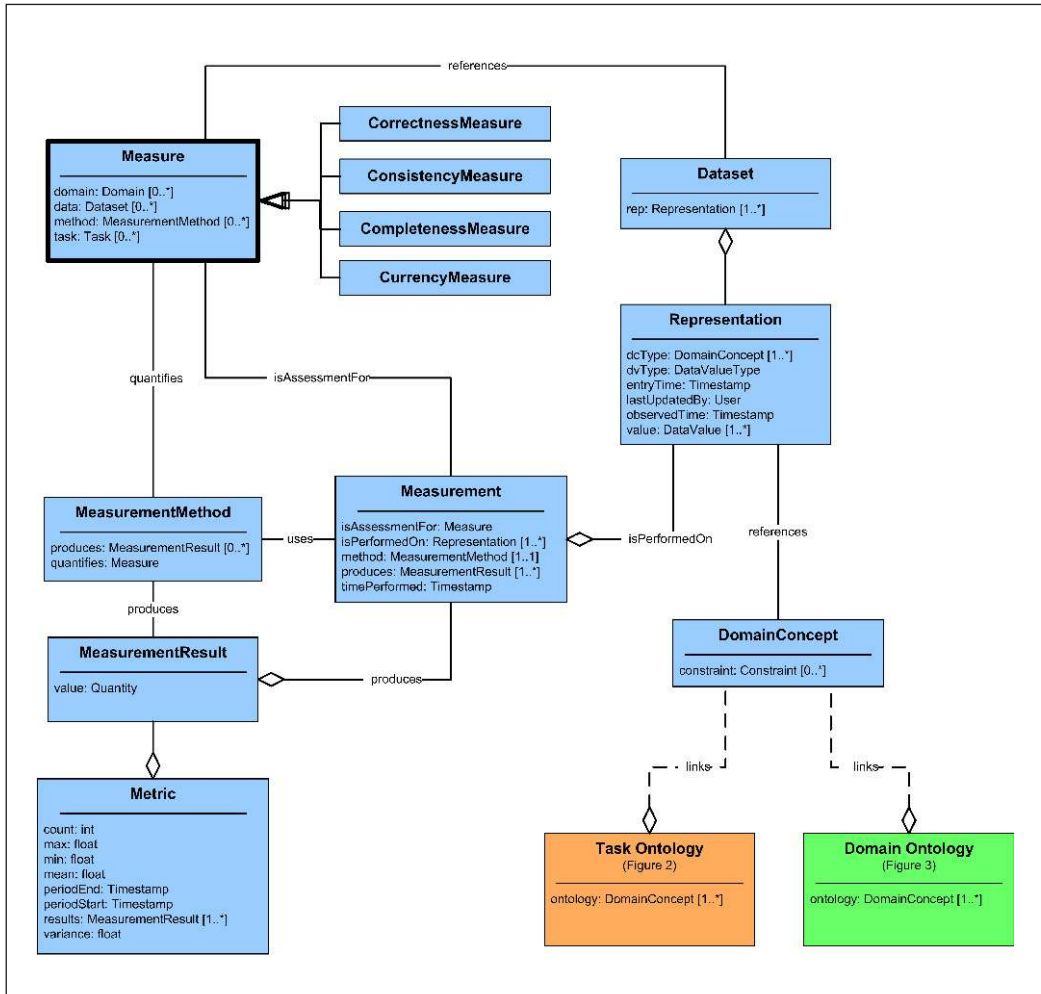 references
CorrectnessMeasure
Measure
domain: Domain [0..*]
data: Dataset [0..*]
method: MeasurementMethod [0..*]
task: Task [0..*]
ConsistencyMeasure
CompletenessMeasure
CurrencyMeasure
Dataset
rep: Representation [1..*]
Representation
dcType: DomainConcept [1..*]
dvType: DataValueType
entryTime: Timestamp
lastUpdatedBy: User
observedTime: Timestamp
value: DataValue [1..*]
quantifies
isAssessmentFor
MeasurementMethod
produces: MeasurementResult [0..*]
quantifies: Measure
uses
Measurement
isAssessmentFor: Measure
isPerformedOn: Representation [1..*]
method: MeasurementMethod [1..1]
produces: MeasurementResult [1..*]
timePerformed: Timestamp
isPerformedOn
references
produces
MeasurementResult
value: Quantity
produces
DomainConcept
constraint: Constraint [0..*]
links
links
Metric
count: int
max: float
min: float
mean: float
periodEnd: Timestamp
periodStart: Timestamp
results: MeasurementResult [1..*]
variance: float
Task Ontology
(Figure 2)
ontology: DomainConcept [1..*]
Domain Ontology
(Figure 3)
ontology: DomainConcept [1..*]